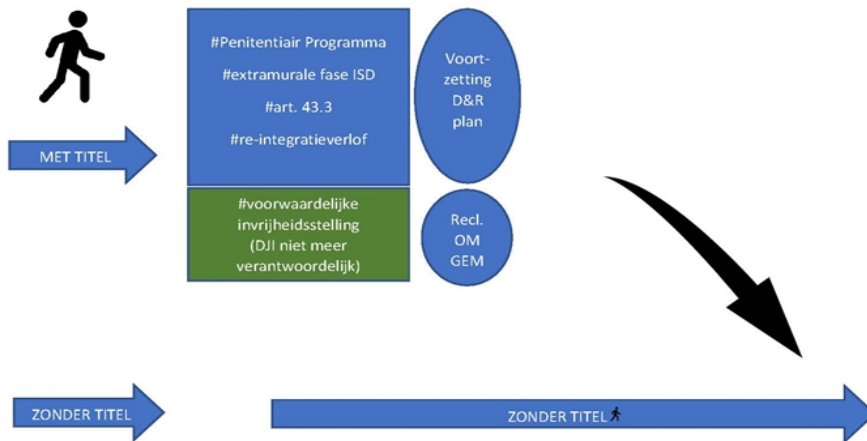 #Penitentiair Programma
#extramurale fase ISD
#art. 43.3
#re-integratieverlof
Voort-
zetting
D&R
plan
MET TITEL
#voorwaardelijke
invrijheidsstelling
(DJI niet meer
verantwoordelijk)
Recl.
OM
GEM
ZONDER TITEL
ZONDER TITEL